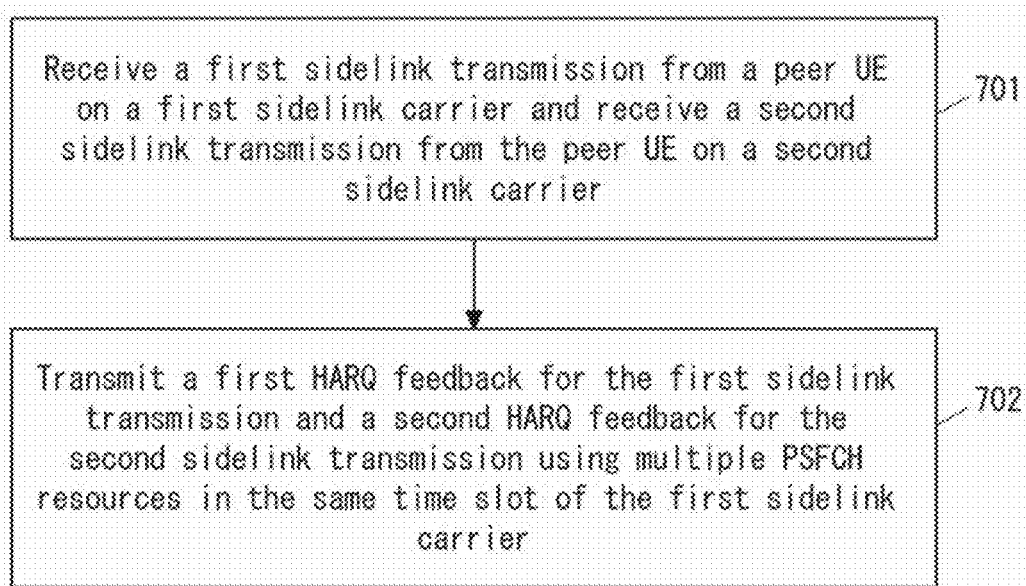 Receive a first sidelink transmission from a peer UE
on a first sidelink carrier and receive a second
sidelink transmission from the peer UE on a second
sidelink carrier
701
Transmit a first HARQ feedback for the first sidelink
transmission and a second HARQ feedback for the
second sidelink transmission using multiple PSFCH
resources in the same time slot of the first sidelink
carrier
702